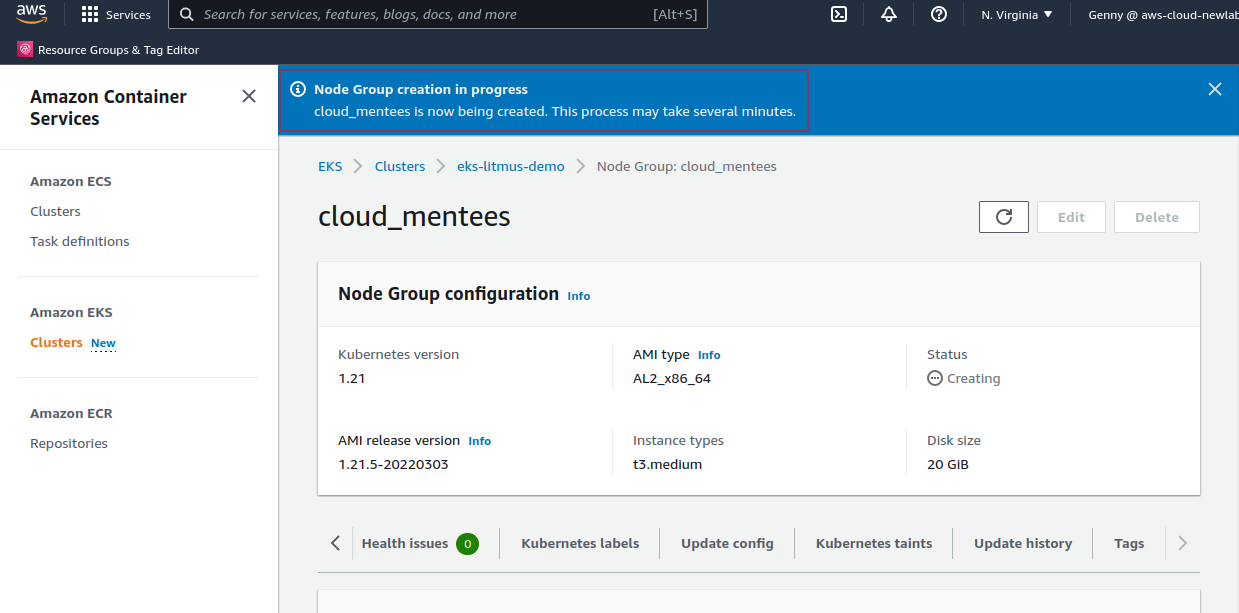 aws
Services
Search for services, features, blogs, docs, and more
[Alt+S]
N. Virginia
Genny @ aws-cloud-newlab
Resource Groups & Tag Editor
Amazon Container
Services
Amazon ECS
Clusters
Task definitions
Amazon EKS
Clusters New
Amazon ECR
Repositories
Node Group creation in progress
cloud_mentees is now being created. This process may take several minutes.
EKS Clusters eks-litmus-demo Node Group: cloud_mentees
cloud_mentees
Edit
Delete
Node Group configuration Info
Kubernetes version
1.21
AMI type Info
AL2_x86_64
Status
Creating
AMI release version Info
1.21.5-20220303
Instance types
t3.medium
Disk size
20 GiB
Health issues 0
Kubernetes labels
Update config
Kubernetes taints
Update history
Tags